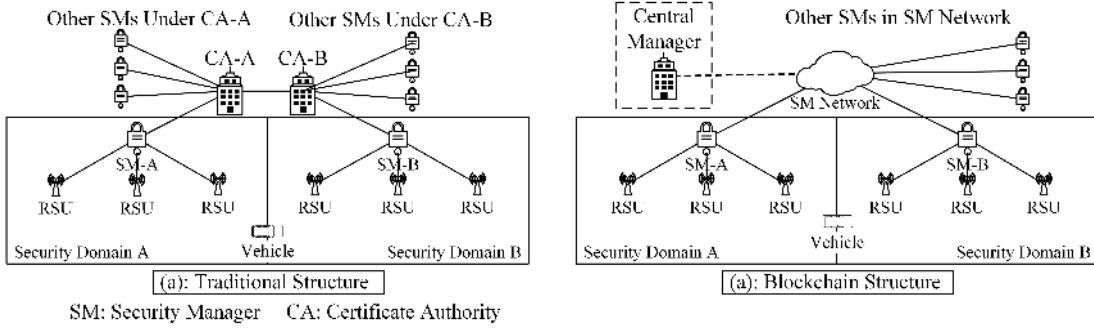 Other SMs Under CA-A
Other SMs Under CA-B
CA-A
CA-B
SM-A
SM-B
RSU
RSU
RSU
RSU
RSU
RSU
Vehicle
Security Domain A
Security Domain B
(a): Traditional Structure
SM: Security Manager CA: Certificate Authority
Central
Manager
Other SMs in SM Network
SM Network
SM-A
SM-B
RSU
RSU
RSU
RSU
RSU
RSU
Vehicle
Security Domain A
Security Domain B
(a): Blockchain Structure